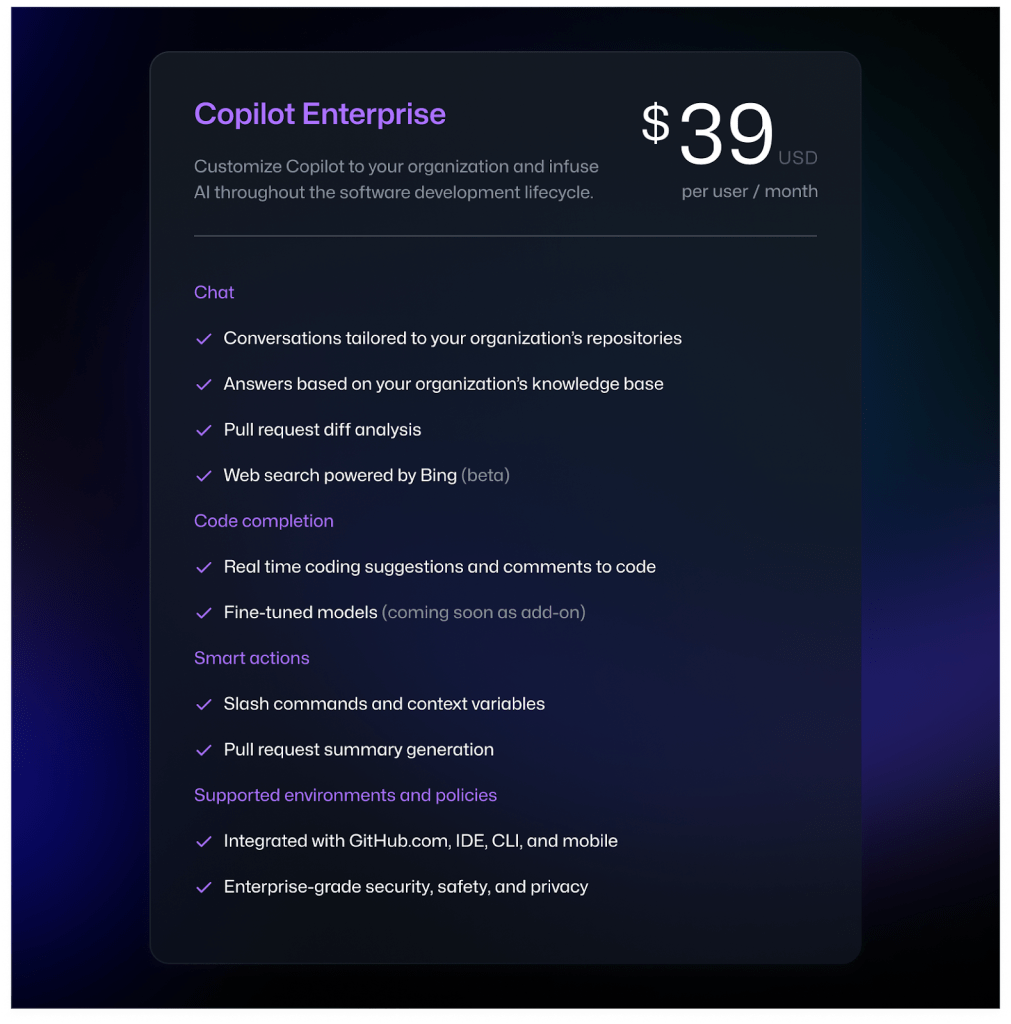 Copilot Enterprise
$39 USD
Customize Copilot to your organization and infuse
AI throughout the software development lifecycle.
per user / month
Chat
Conversations tailored to your organization’s repositories
Answers based on your organization’s knowledge base
Pull request diff analysis
Web search powered by Bing (beta)
Code completion
Real time coding suggestions and comments to code
Fine-tuned models (coming soon as add-on)
Smart actions
Slash commands and context variables
Pull request summary generation
Supported environments and policies
Integrated with GitHub.com, IDE, CLI, and mobile
Enterprise-grade security, safety, and privacy